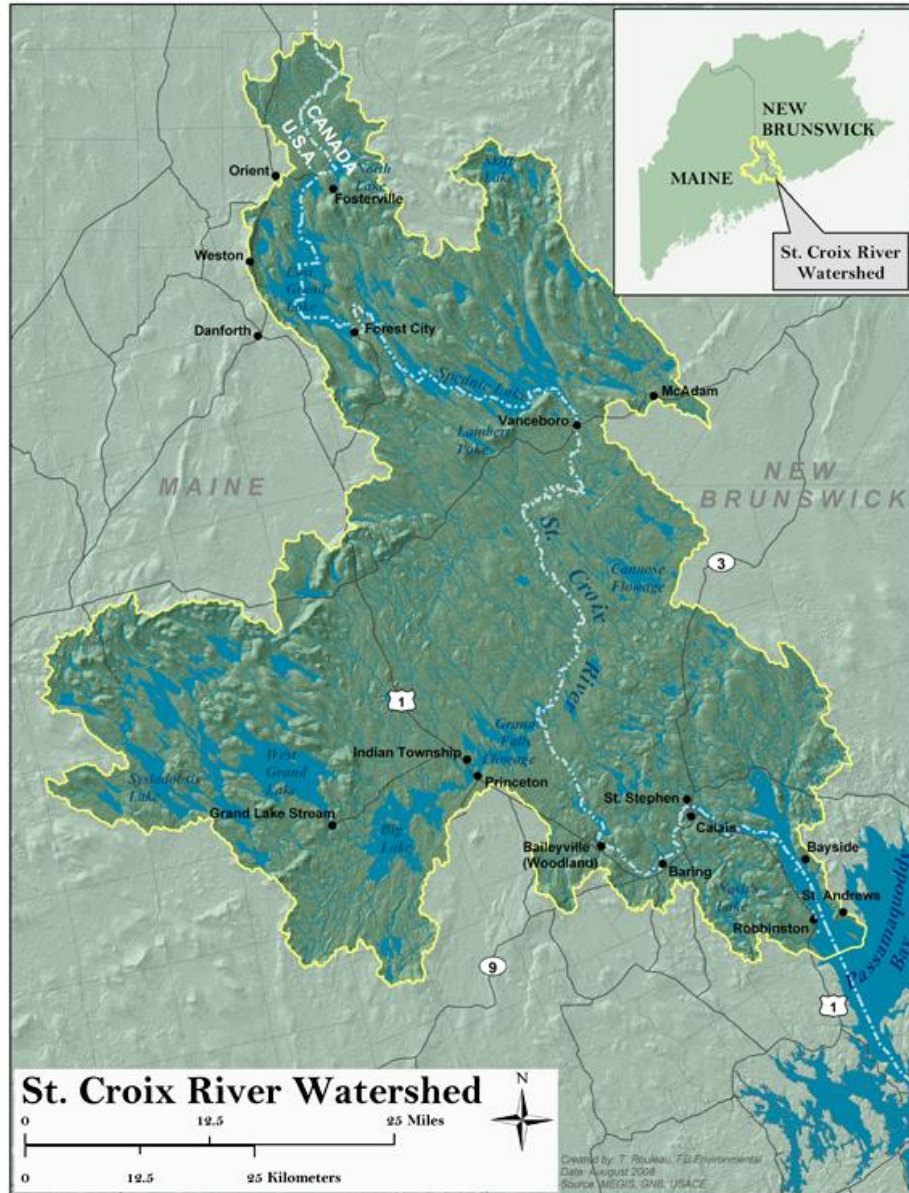 NEW
BRUNSWICK
MAINE
St. Croix River
Watershed
CANADA
U.S.A.
North
Lake
Skiff
Lake
Orient
Fosterville
Weston
East
Grand
Lake
Danforth
Forest City
Spednic Lake
McAdam
Vanceboro
Lambert
Lake
MAINE
NEW
BRUNSWICK
St.
Croix
River
Cannose
Flowage
3
1
Grand
Falls
Flowage
Indian Township
Princeton
West
Grand
Lake
Sysladobsis
Lake
Grand Lake Stream
Big
Lake
St. Stephen
Calais
Baileyville
(Woodland)
Baring
Bayside
Nash's
Lake
St. Andrews
Robbinston
Passamaquoddy
Bay
9
1
St. Croix River Watershed
N
0 12.5 25 Miles
0 12.5 25 Kilometers
Created by: T. Rouleau, FB Environmental
Date: August 2008
Source: MEGIS, GNB, USACE